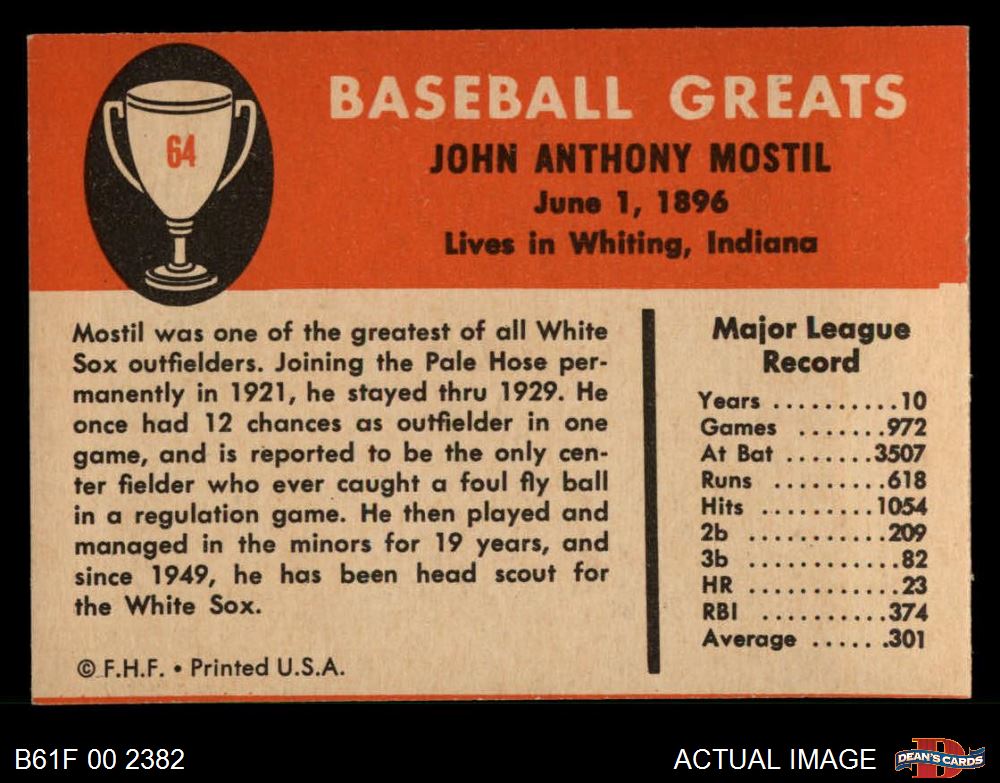 64
BASEBALL GREATS
JOHN ANTHONY MOSTIL
June 1, 1896
Lives in Whiting, Indiana
Mostil was one of the greatest of all White
Sox outfielders. Joining the Pale Hose per-
manently in 1921, he stayed thru 1929. He
once had 12 chances as outfielder in one
game, and is reported to be the only cen-
ter fielder who ever caught a foul fly ball
in a regulation game. He then played and
managed in the minors for 19 years, and
since 1949, he has been head scout for
the White Sox.
© F.H.F. • Printed U.S.A.
Major League
Record
Years ..........10
Games .......972
At Bat .......3507
Runs .........618
Hits .........1054
2b ...........209
3b ............82
HR ............23
RBI ..........374
Average ......301
B61F 00 2382
ACTUAL IMAGE
D
DEAN'S CARDS